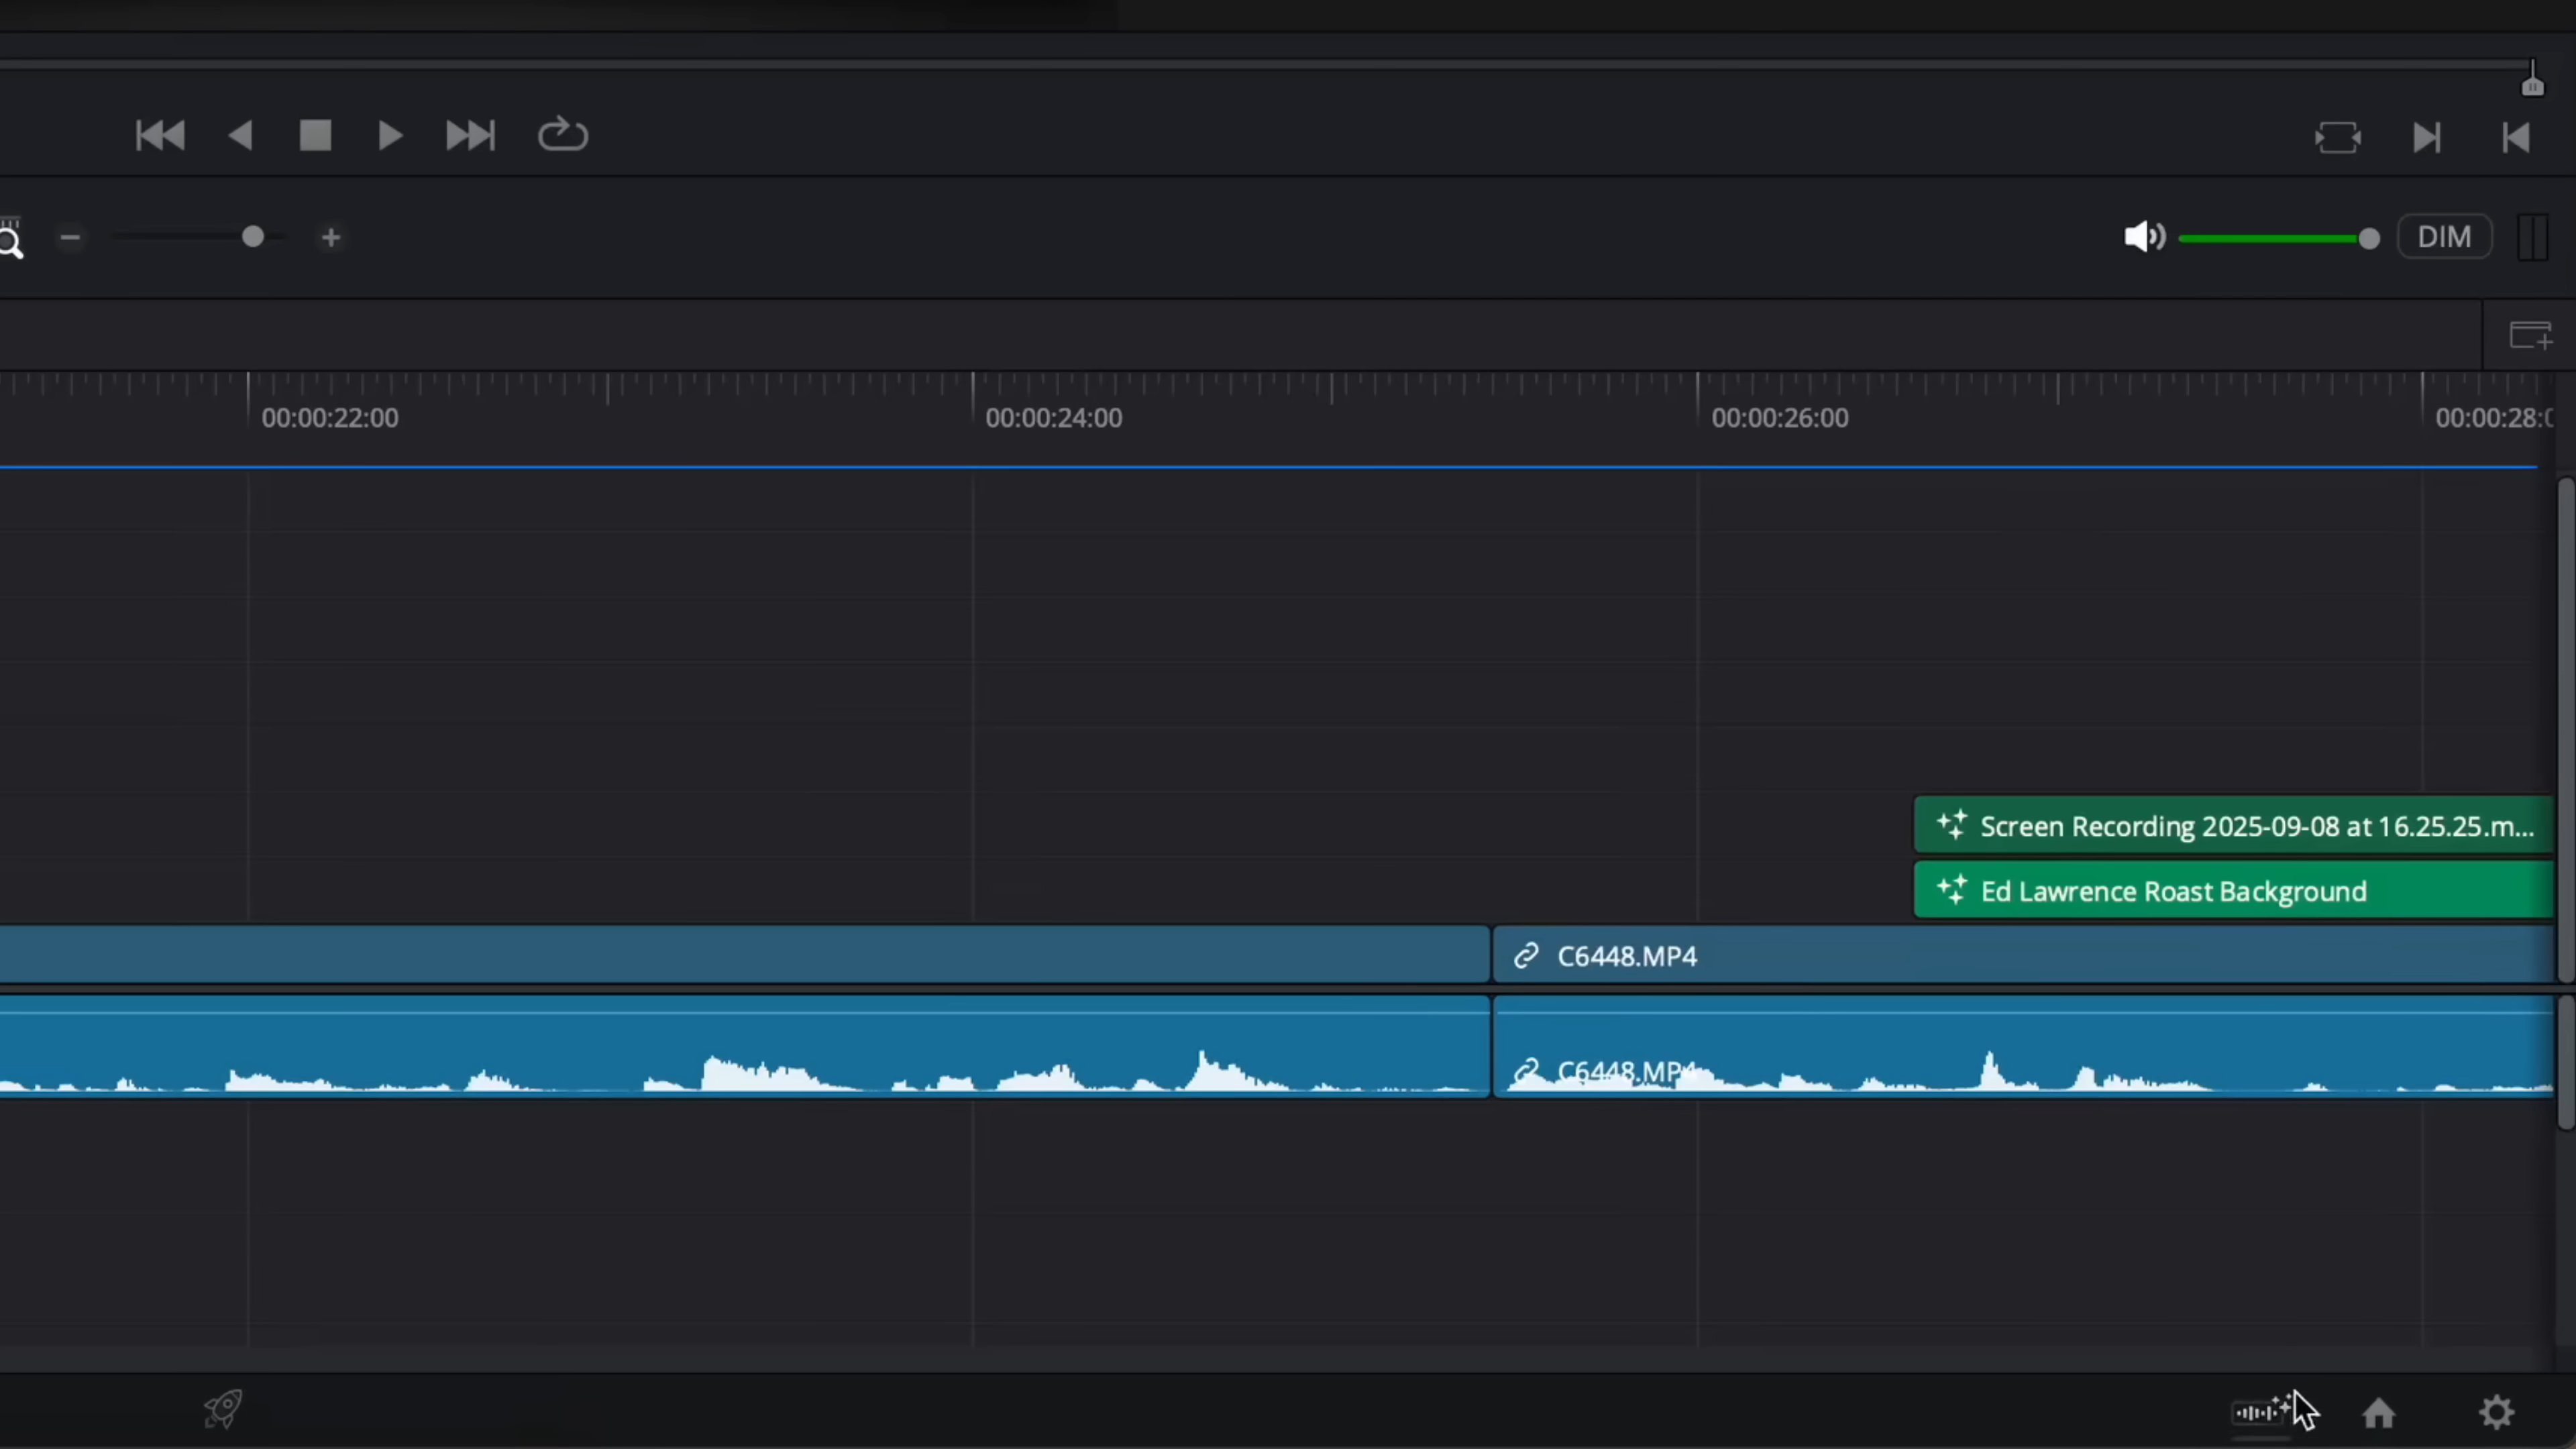 DIM
00:00:22:00
00:00:24:00
00:00:26:00
00:00:28:0
Screen Recording 2025-09-08 at 16.25.25.m...
Ed Lawrence Roast Background
C6448.MP4
C6448.MP4